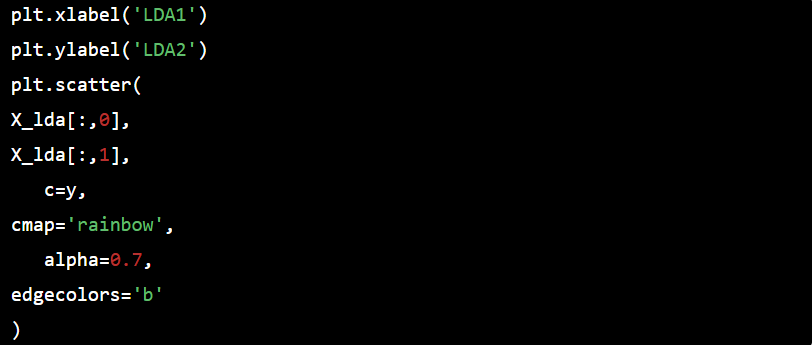 plt.xlabel('LDA1')
plt.ylabel('LDA2')
plt.scatter(
X_lda[:,0],
X_lda[:,1],
   c=y,
cmap='rainbow',
   alpha=0.7,
edgecolors='b'
)